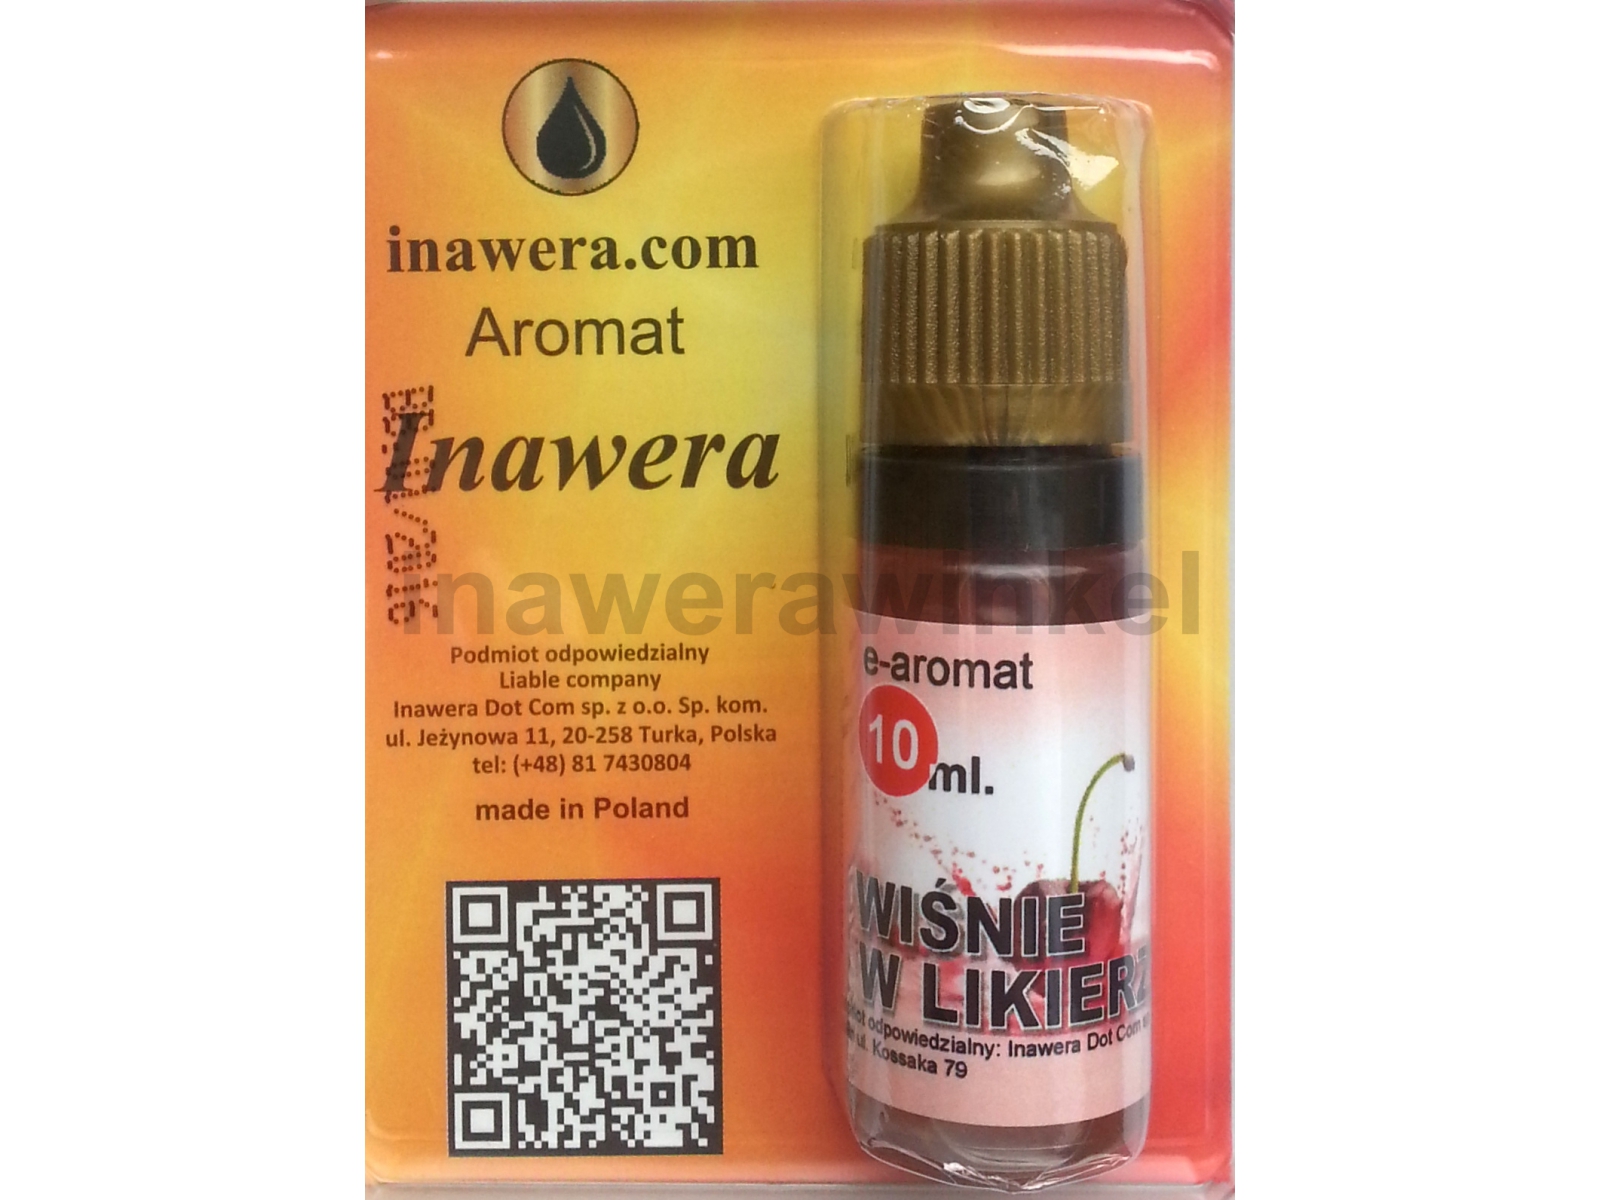 inawera.com
Aromat
Inawera
Podmiot odpowiedzialny
Liable company
Inawera Dot Com sp. z o.o. Sp. kom.
ul. Jeżynowa 11, 20-258 Turka, Polska
tel: (+48) 81 7430804
made in Poland
inawerawinkel
e-aromat
10 ml.
WIŚNIE
W LIKIERZ
odpowiedzialny: Inawera Dot Com
ul. Kossaka 79